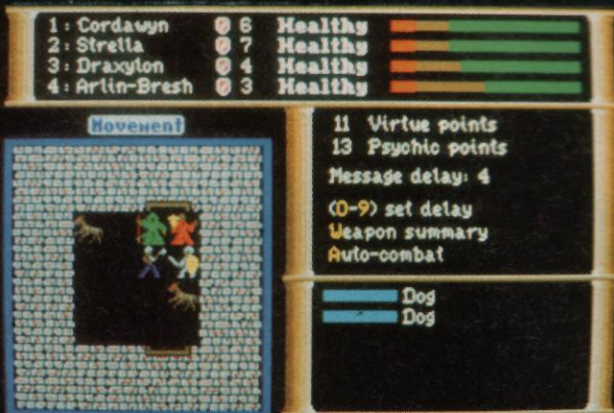 1: Cordawyn 6 Healthy
2: Strella 7 Healthy
3: Draxylon 4 Healthy
4: Arlin-Bresh 3 Healthy
Movement
11 Virtue points
13 Psychic points
Message delay: 4
(0-9) set delay
Weapon summary
Auto-combat
Dog
Dog